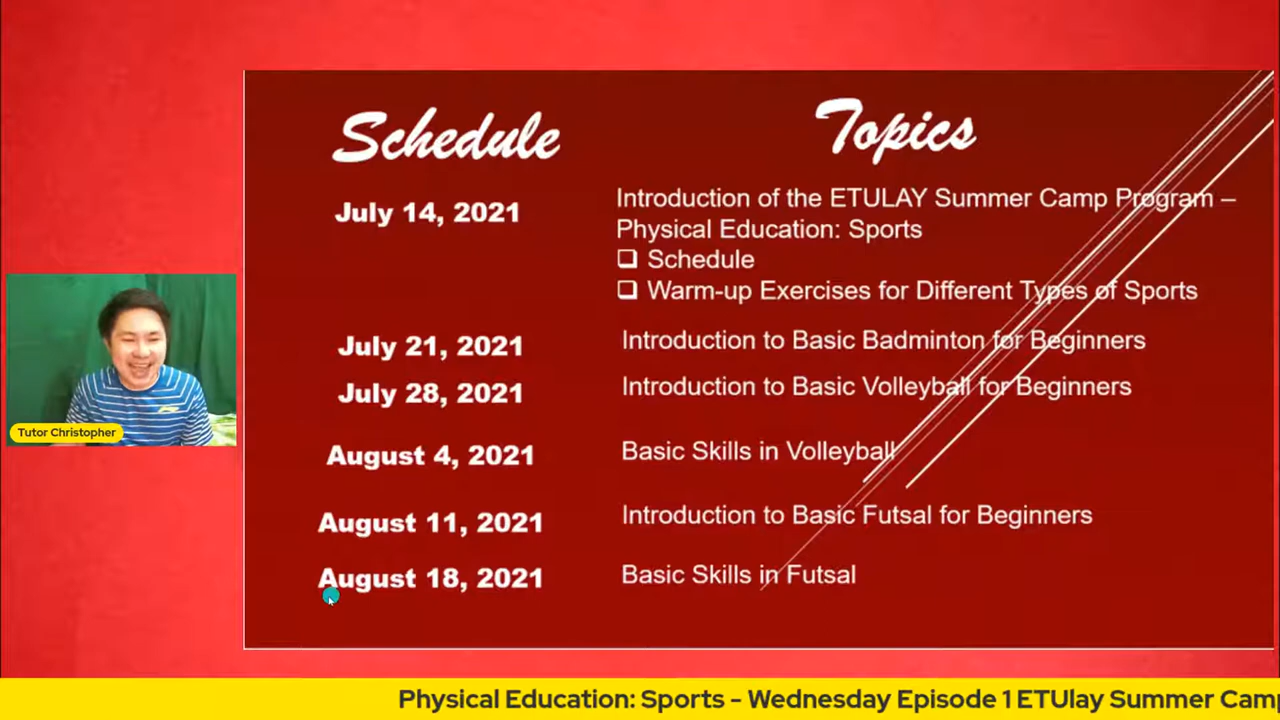 Schedule
Topics
July 14, 2021
Introduction of the ETULAY Summer Camp Program –
Physical Education: Sports
Schedule
Warm-up Exercises for Different Types of Sports
July 21, 2021
Introduction to Basic Badminton for Beginners
July 28, 2021
Introduction to Basic Volleyball for Beginners
August 4, 2021
Basic Skills in Volleyball
August 11, 2021
Introduction to Basic Futsal for Beginners
August 18, 2021
Basic Skills in Futsal
Tutor Christopher
Physical Education: Sports - Wednesday Episode 1 ETUlay Summer Camp